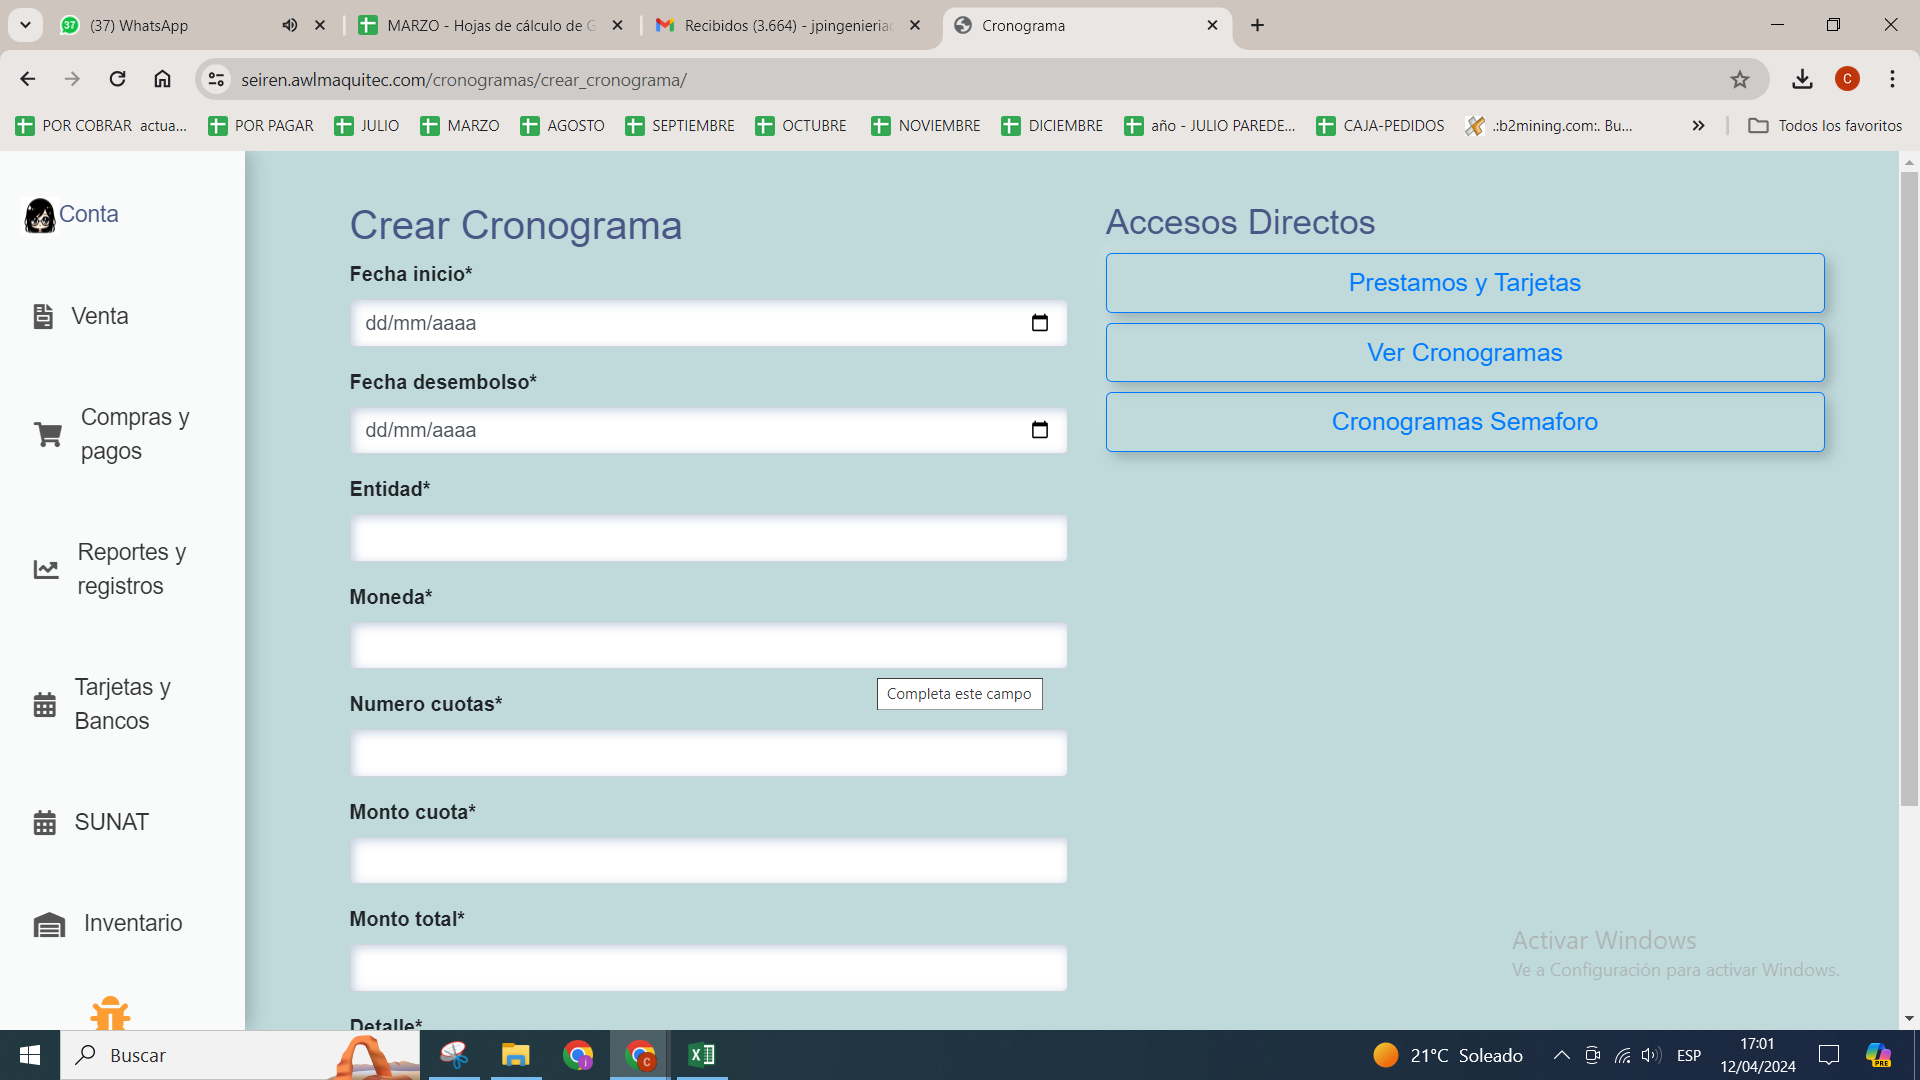 (37) WhatsApp
MARZO - Hojas de cálculo de G
Recibidos (3.664) - jpingenieriac
Cronograma
seiren.awlmaquitec.com/cronogramas/crear_cronograma/
C
POR COBRAR actua...
POR PAGAR
JULIO
MARZO
AGOSTO
SEPTIEMBRE
OCTUBRE
NOVIEMBRE
DICIEMBRE
año - JULIO PAREDE...
CAJA-PEDIDOS
.:b2mining.com:. Bu...
Todos los favoritos
Conta
Venta
Compras y
pagos
Reportes y
registros
Tarjetas y
Bancos
SUNAT
Inventario
Crear Cronograma
Fecha inicio*
dd/mm/aaaa
Fecha desembolso*
dd/mm/aaaa
Entidad*
Moneda*
Completa este campo
Numero cuotas*
Monto cuota*
Monto total*
Detalle*
Accesos Directos
Prestamos y Tarjetas
Ver Cronogramas
Cronogramas Semaforo
Activar Windows
Ve a Configuración para activar Windows.
Buscar
21°C Soleado
ESP
17:01
12/04/2024